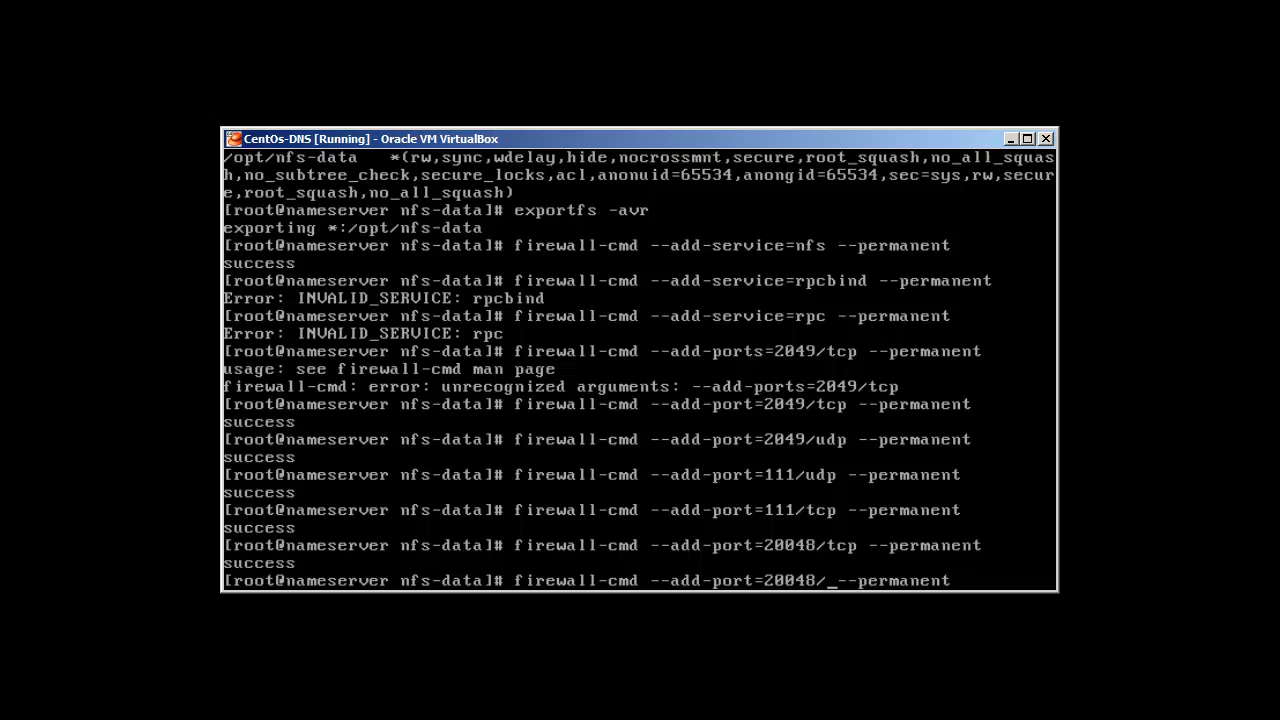 CentOs-DNS [Running] - Oracle VM VirtualBox
/opt/nfs-data   *(rw,sync,wdelay,hide,nocrossmnt,secure,root_squash,no_all_squas
h,no_subtree_check,secure_locks,acl,anonuid=65534,anongid=65534,sec=sys,rw,secur
e,root_squash,no_all_squash)
[root@nameserver nfs-data]# exportfs -avr
exporting *:/opt/nfs-data
[root@nameserver nfs-data]# firewall-cmd --add-service=nfs --permanent
success
[root@nameserver nfs-data]# firewall-cmd --add-service=rpcbind --permanent
Error: INVALID_SERVICE: rpcbind
[root@nameserver nfs-data]# firewall-cmd --add-service=rpc --permanent
Error: INVALID_SERVICE: rpc
[root@nameserver nfs-data]# firewall-cmd --add-ports=2049/tcp --permanent
usage: see firewall-cmd man page
firewall-cmd: error: unrecognized arguments: --add-ports=2049/tcp
[root@nameserver nfs-data]# firewall-cmd --add-port=2049/tcp --permanent
success
[root@nameserver nfs-data]# firewall-cmd --add-port=2049/udp --permanent
success
[root@nameserver nfs-data]# firewall-cmd --add-port=111/udp --permanent
success
[root@nameserver nfs-data]# firewall-cmd --add-port=111/tcp --permanent
success
[root@nameserver nfs-data]# firewall-cmd --add-port=20048/tcp --permanent
success
[root@nameserver nfs-data]# firewall-cmd --add-port=20048/_--permanent